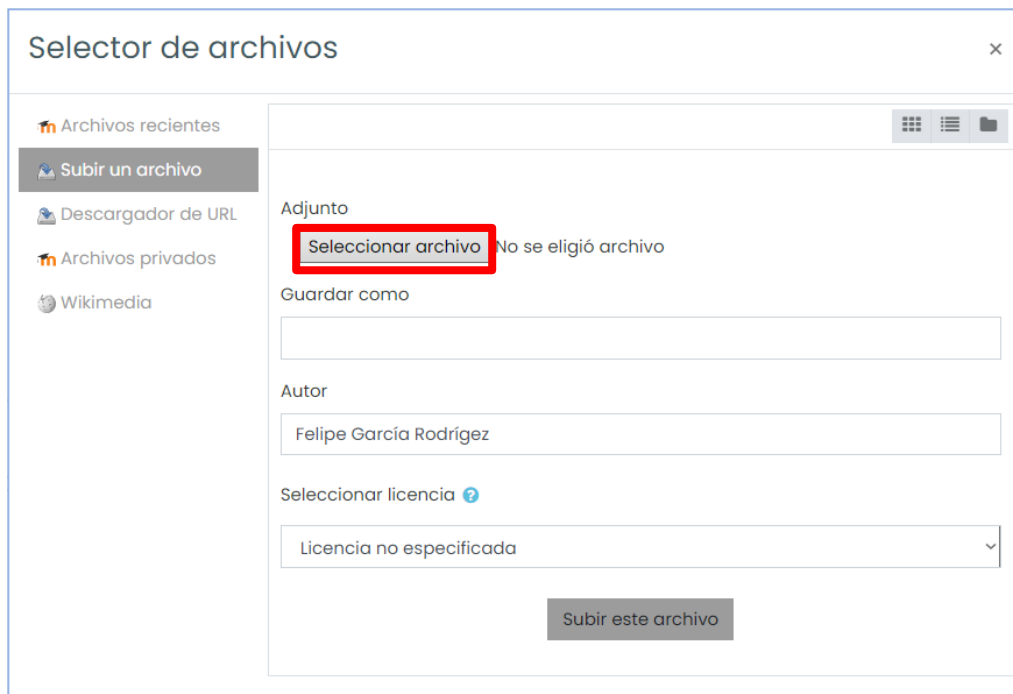 Selector de archivos
Archivos recientes
Subir un archivo
Descargador de URL
Archivos privados
Wikimedia
Adjunto
Seleccionar archivo No se eligió archivo
Guardar como
Autor
Felipe García Rodrígez
Seleccionar licencia
Licencia no especificada
Subir este archivo